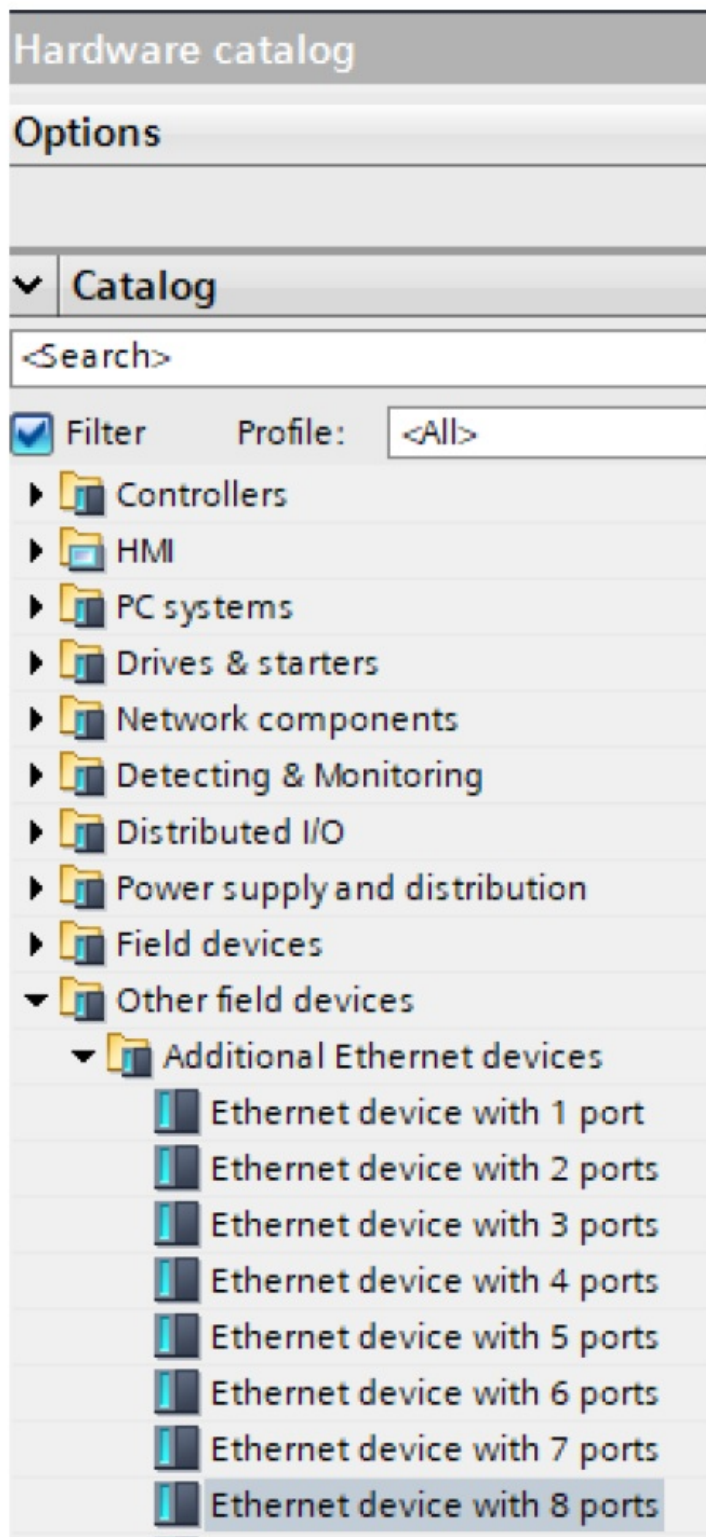 Hardware catalog
Options
Catalog
<Search>
Filter Profile: <All>
Controllers
HMI
PC systems
Drives & starters
Network components
Detecting & Monitoring
Distributed I/O
Power supply and distribution
Field devices
Other field devices
Additional Ethernet devices
Ethernet device with 1 port
Ethernet device with 2 ports
Ethernet device with 3 ports
Ethernet device with 4 ports
Ethernet device with 5 ports
Ethernet device with 6 ports
Ethernet device with 7 ports
Ethernet device with 8 ports